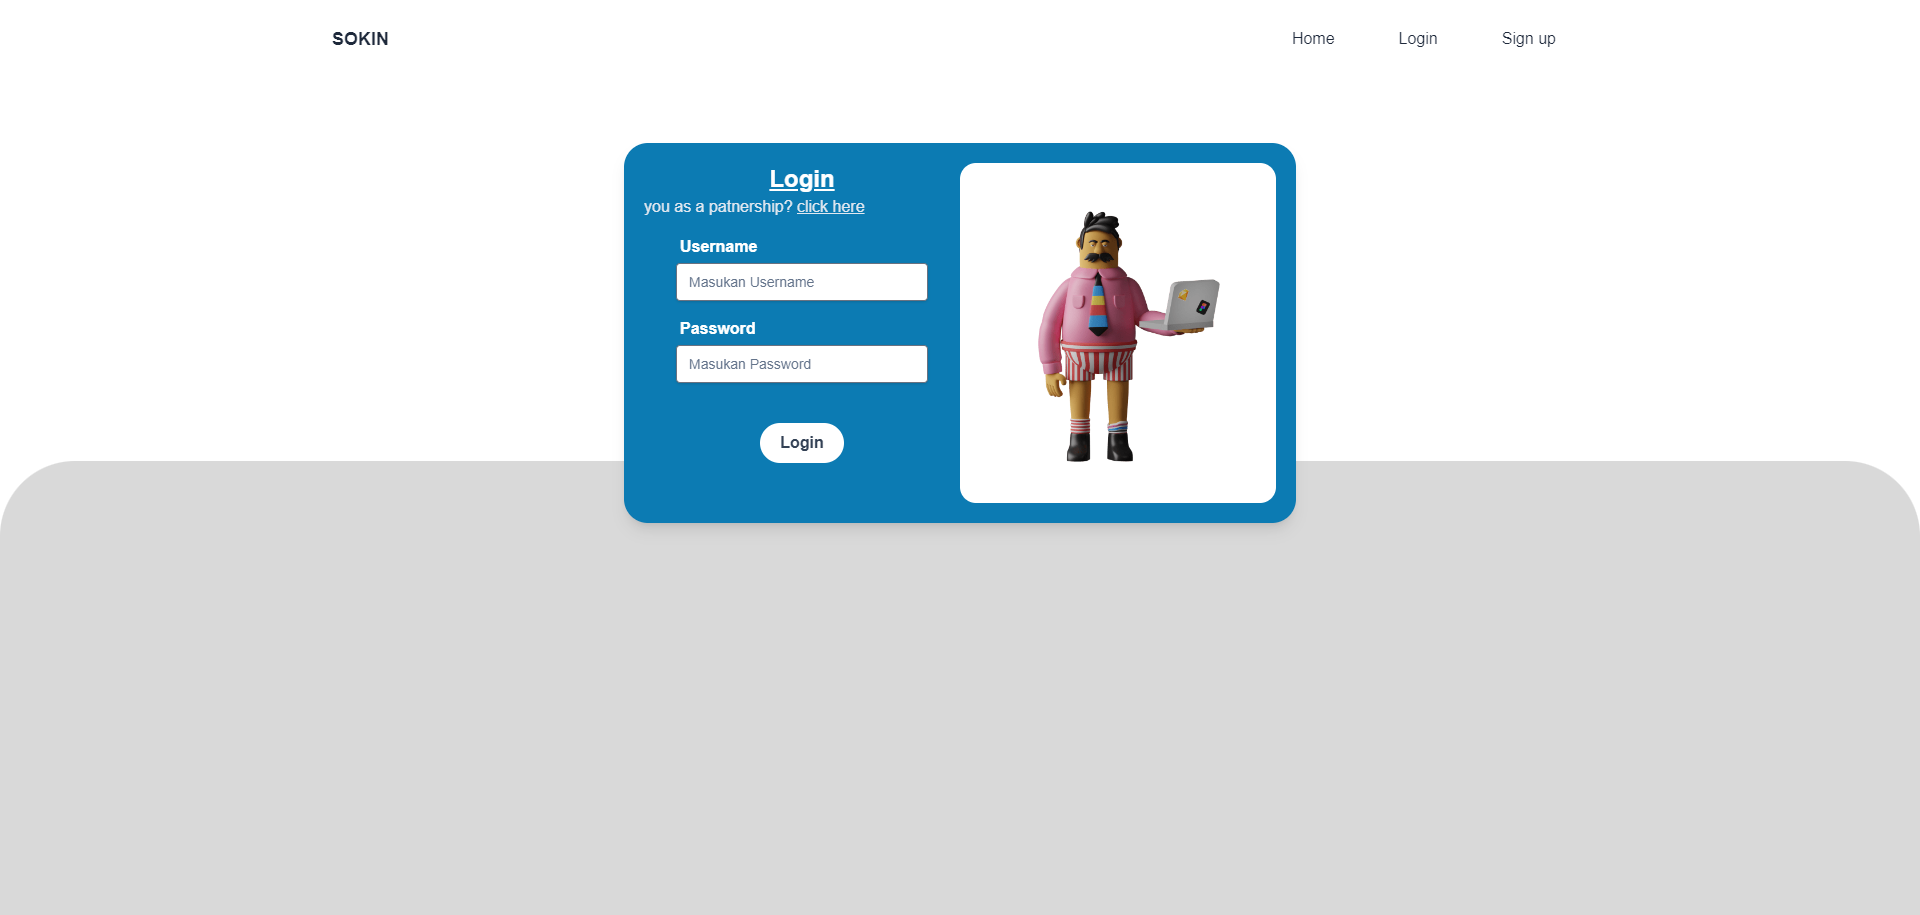 SOKIN
Home Login Sign up
Login
you as a patnership? click here
Username
Masukan Username
Password
Masukan Password
Login